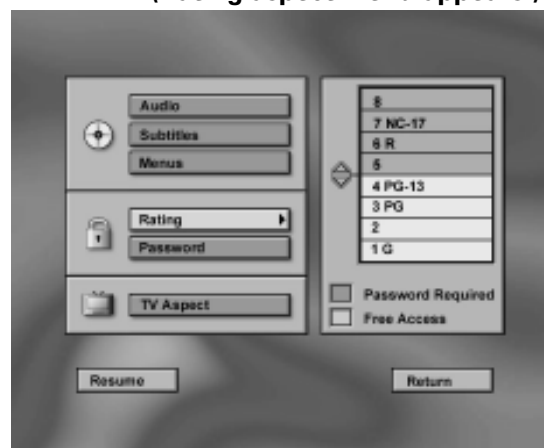 Audio
Subtitles
Menus
Rating
Password
TV Aspect
8
7 NC-17
6 R
5
4 PG-13
3 PG
2
1 G
Password Required
Free Access
Resume
Return